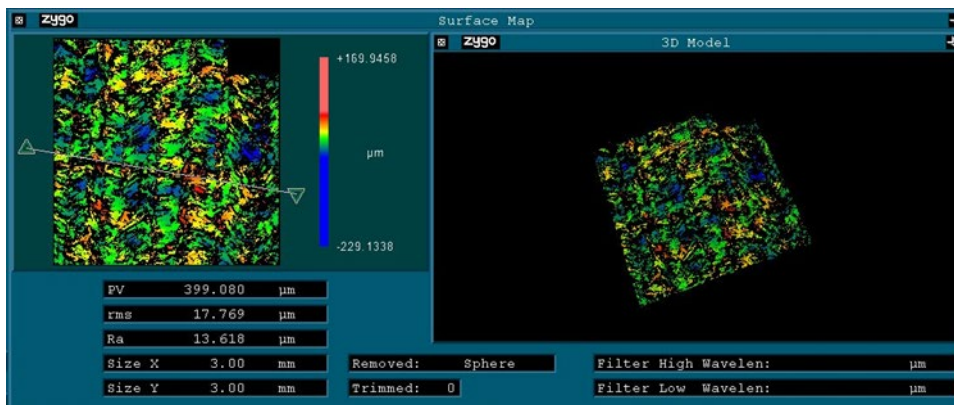 zygo
Surface Map
+169.9458
µm
-229.1338
zygo
3D Model
PV 399.080 µm
rms 17.769 µm
Ra 13.618 µm
Size X 3.00 mm
Size Y 3.00 mm
Removed: Sphere
Trimmed: 0
Filter High Wavelen: µm
Filter Low Wavelen: µm